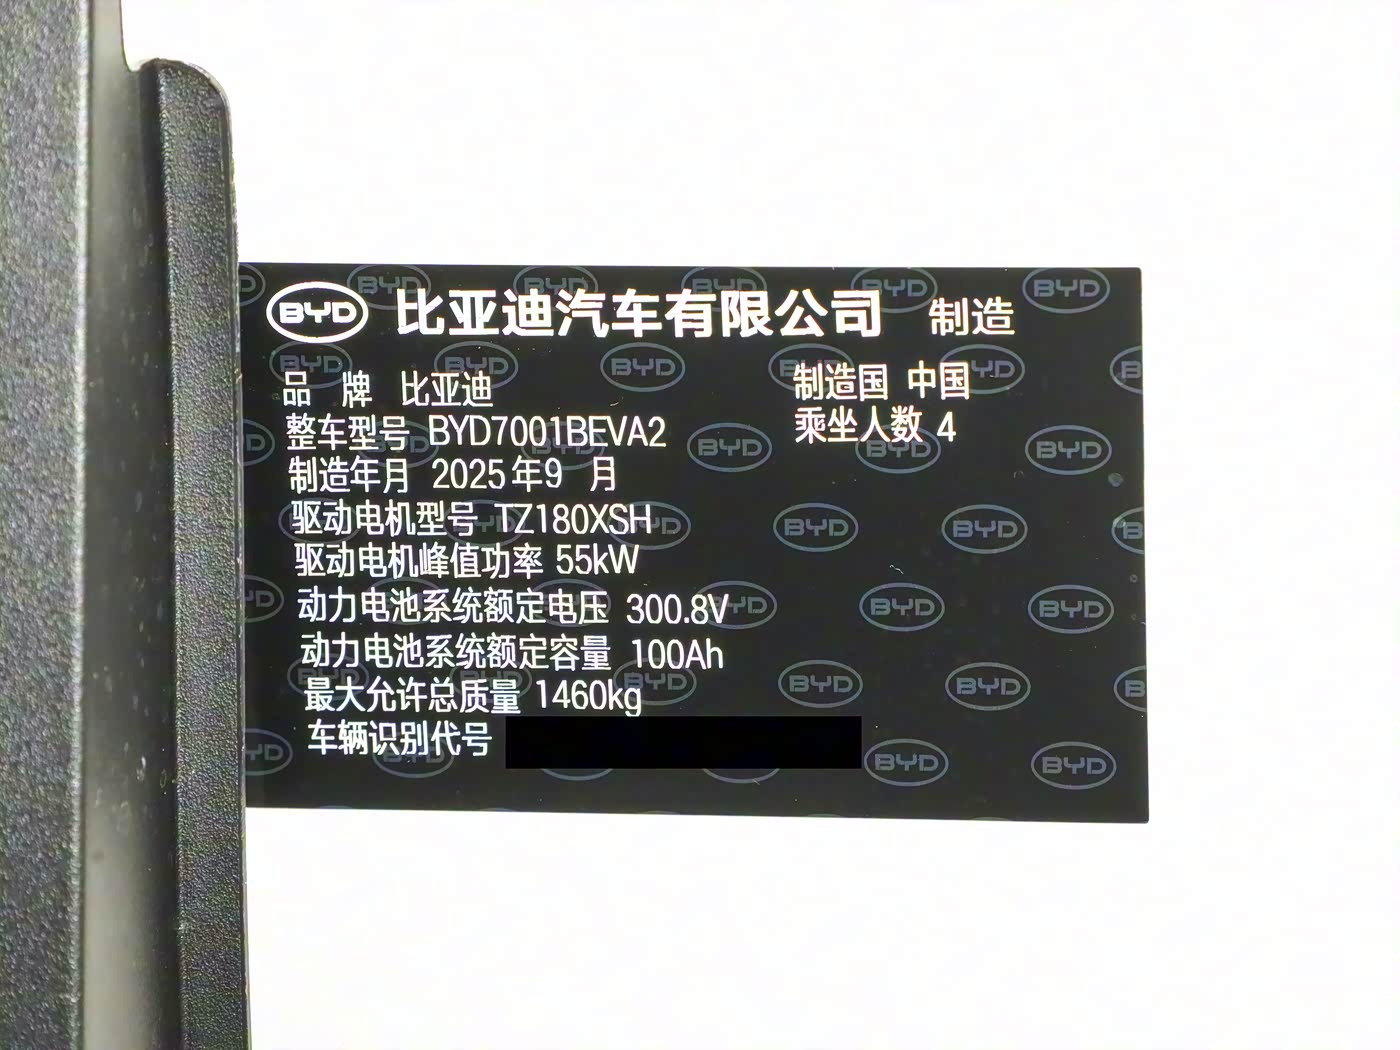 BYD 比亚迪汽车有限公司 制造
品 牌 比亚迪 制造国 中国
整车型号 BYD7001BEVA2 乘坐人数 4
制造年月 2025年9 月
驱动电机型号 TZ180XSH
驱动电机峰值功率 55kW
动力电池系统额定电压 300.8V
动力电池系统额定容量 100Ah
最大允许总质量 1460kg
车辆识别代号